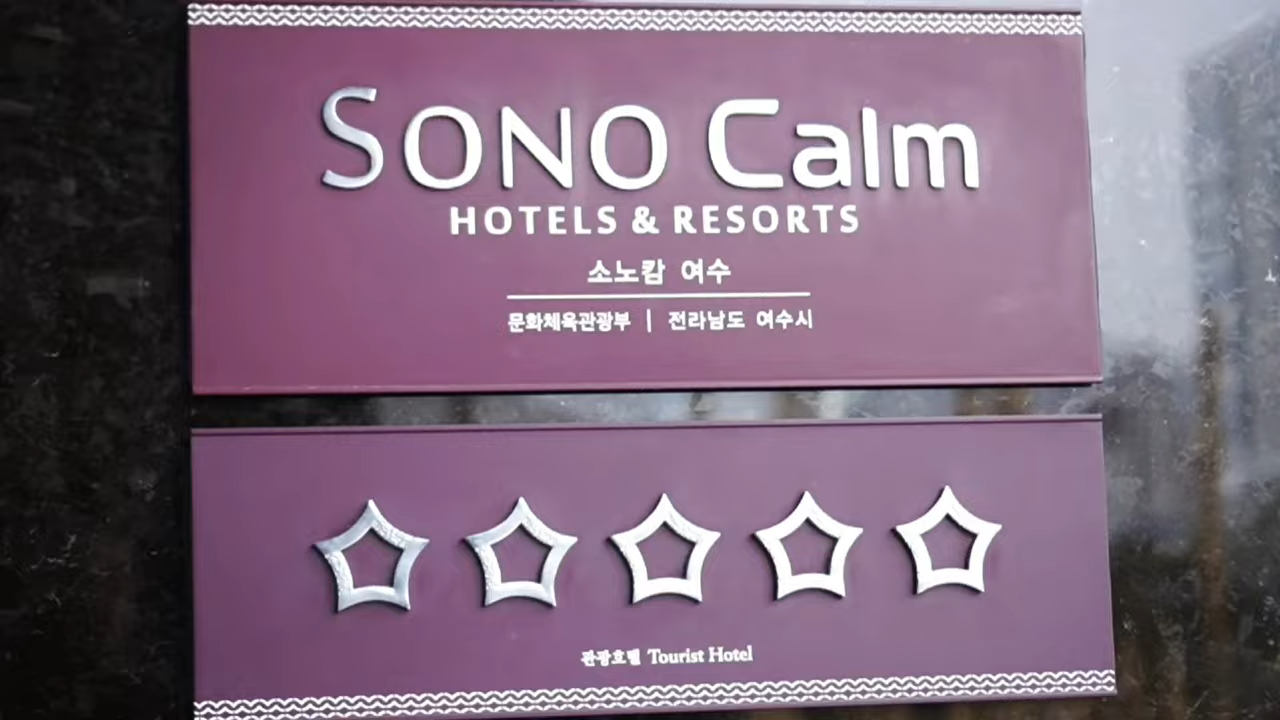 SONO Calm
HOTELS & RESORTS
소노캄 여수
문화체육관광부 | 전라남도 여수시
관광호텔 Tourist Hotel